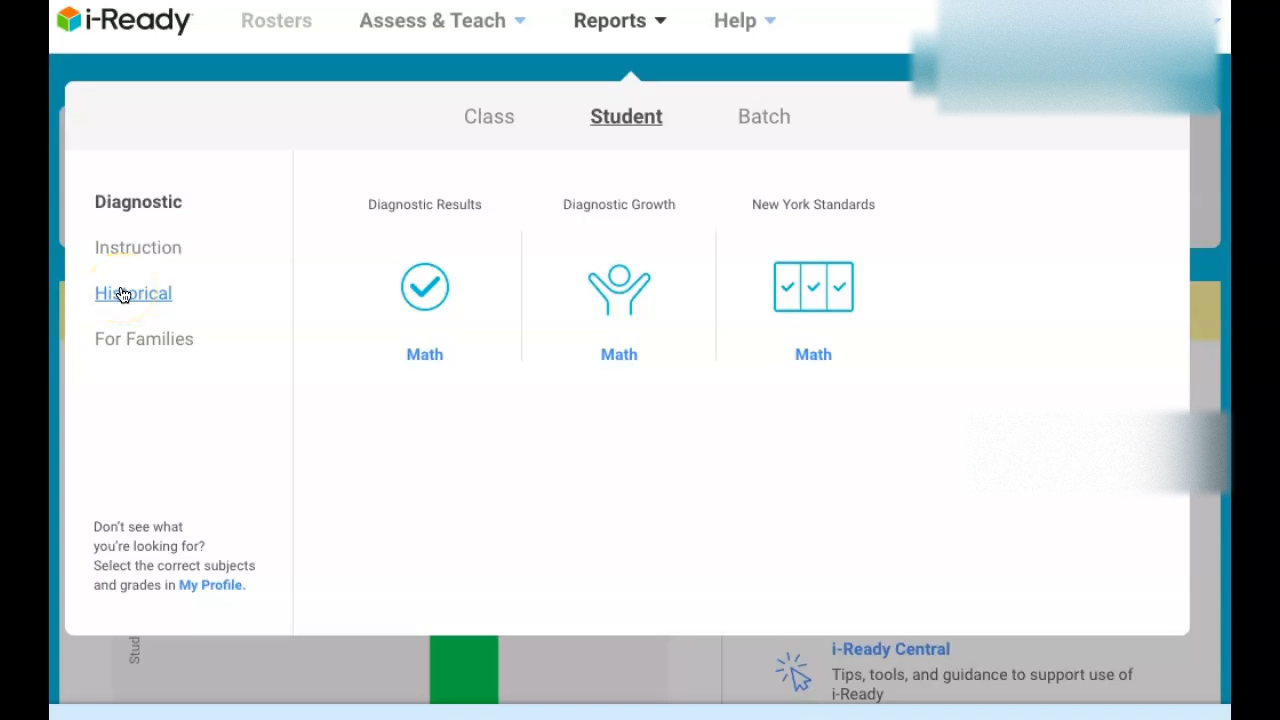 i-Ready Rosters Assess & Teach Reports Help
Class Student Batch
Diagnostic
Instruction
Historical
For Families
Diagnostic Results Diagnostic Growth New York Standards
Math Math Math
Don't see what
you're looking for?
Select the correct subjects
and grades in My Profile.
Stud
i-Ready Central
Tips, tools, and guidance to support use of
i-Ready